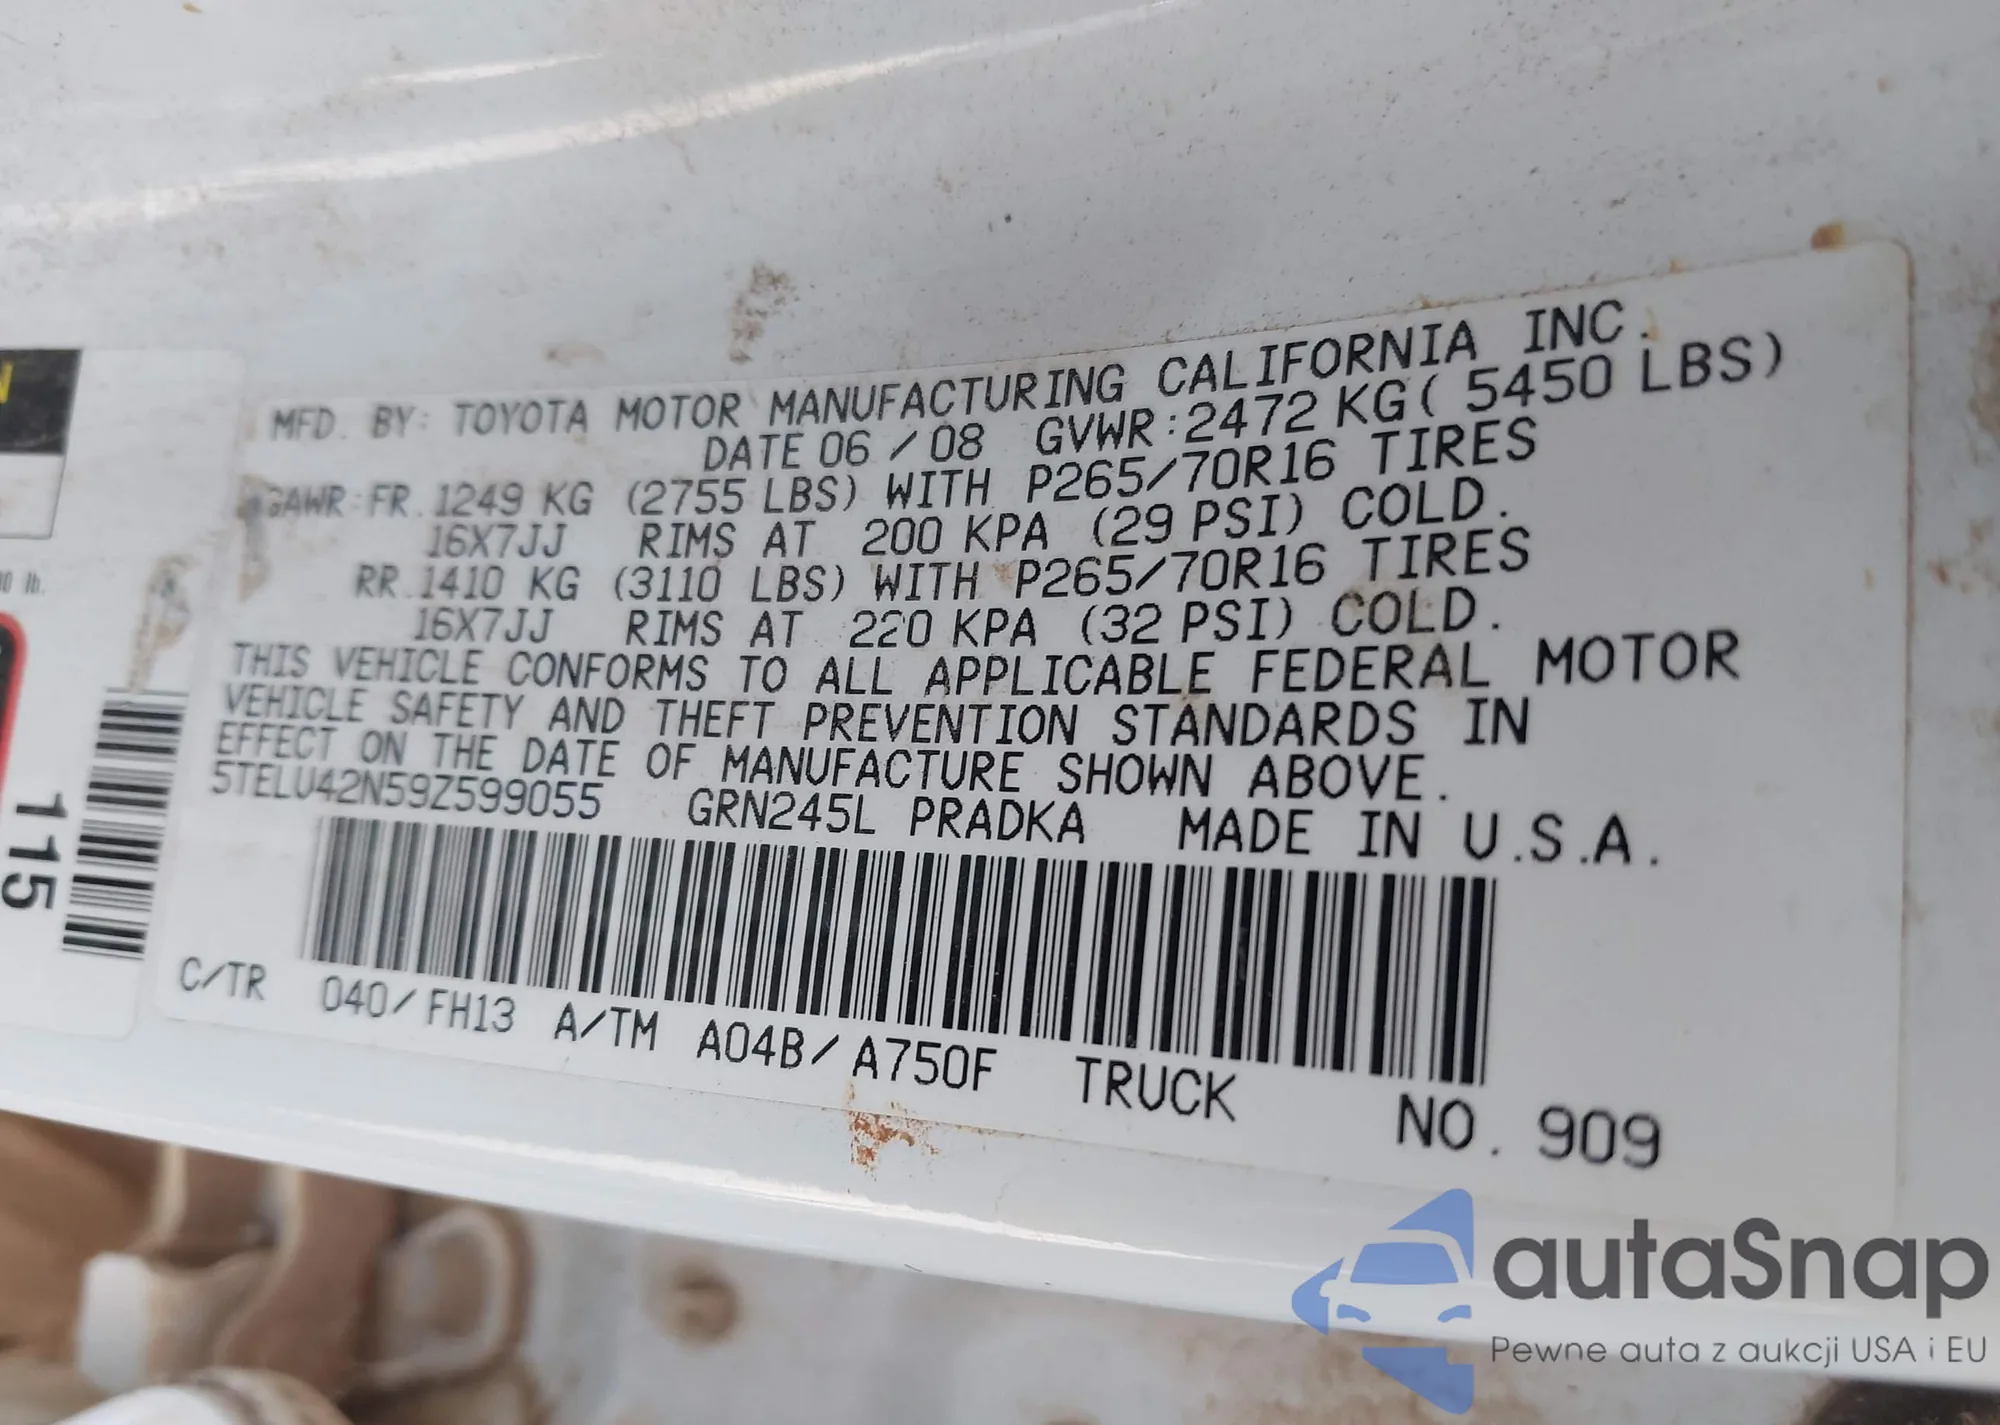 MFD. BY: TOYOTA MOTOR MANUFACTURING CALIFORNIA INC.
DATE 06 / 08 GVWR:2472 KG( 5450 LBS)
GAWR:FR.1249 KG (2755 LBS) WITH P265/70R16 TIRES
16X7JJ RIMS AT 200 KPA (29 PSI) COLD.
RR.1410 KG (3110 LBS) WITH P265/70R16 TIRES
16X7JJ RIMS AT 220 KPA (32 PSI) COLD.
THIS VEHICLE CONFORMS TO ALL APPLICABLE FEDERAL MOTOR
VEHICLE SAFETY AND THEFT PREVENTION STANDARDS IN
EFFECT ON THE DATE OF MANUFACTURE SHOWN ABOVE.
5TELU42N59Z599055 GRN245L PRADKA MADE IN U.S.A.
C/TR 040/FH13 A/TM A04B/A750F TRUCK NO. 909
lb.
115
autaSnap
Pewne auta z aukcji USA i EU